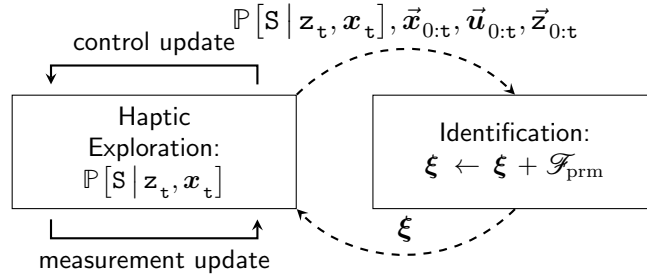 ℙ[S | z_t, 𝒙_t], 𝒙⃗_{0:t}, 𝒖⃗_{0:t}, z⃗_{0:t}
control update
Haptic
Exploration:
ℙ[S | z_t, 𝒙_t]
Identification:
𝝃 ← 𝝃 + ℱ_prm
𝝃
measurement update